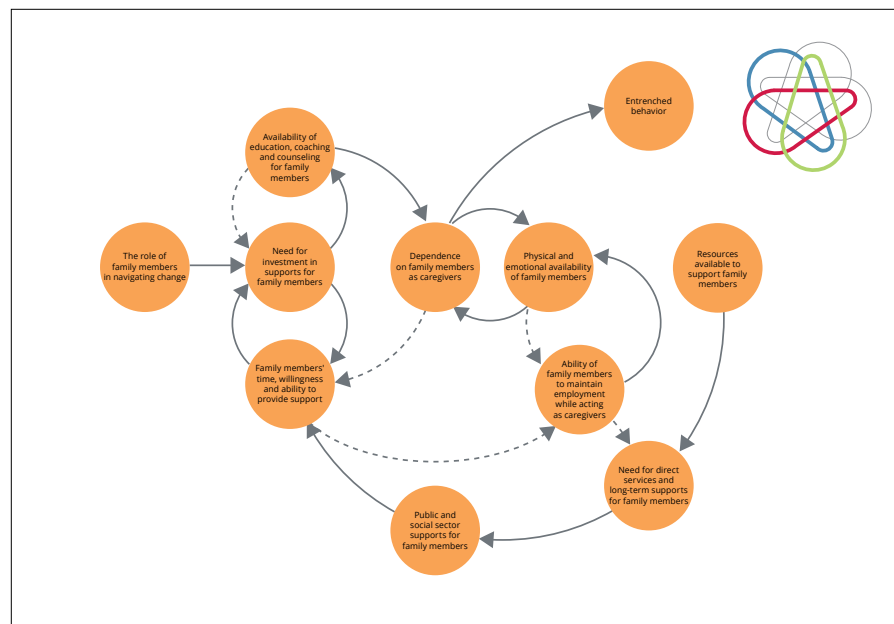 Entrenched
behavior
Availability of
education, coaching
and counseling
for family
members
The role of
family members
in navigating change
Need for
investment in
supports for
family members
Dependence
on family members
as caregivers
Physical and
emotional availability
of family members
Resources
available to
support family
members
Family members'
time, willingness
and ability to
provide support
Ability of
family members
to maintain
employment
while acting
as caregivers
Need for direct
services and
long-term supports
for family members
Public and
social sector
supports for
family members